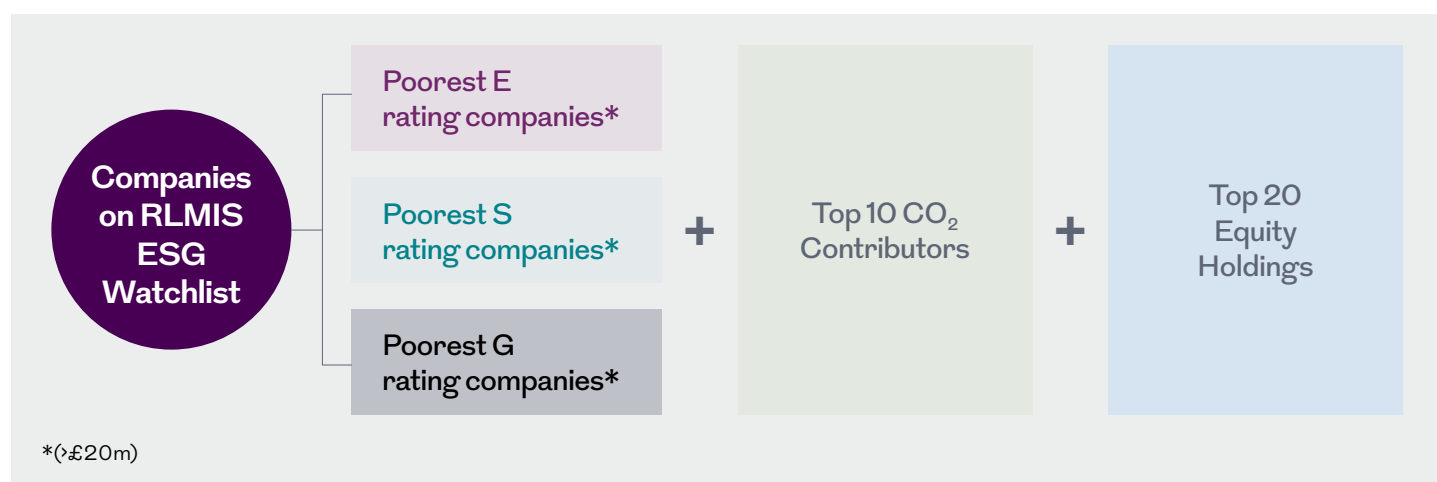 Companies
on RLMIS
ESG
Watchlist
Poorest E
rating companies*
Poorest S
rating companies*
Poorest G
rating companies*
+
Top 10 CO₂
Contributors
+
Top 20
Equity
Holdings
*(>£20m)